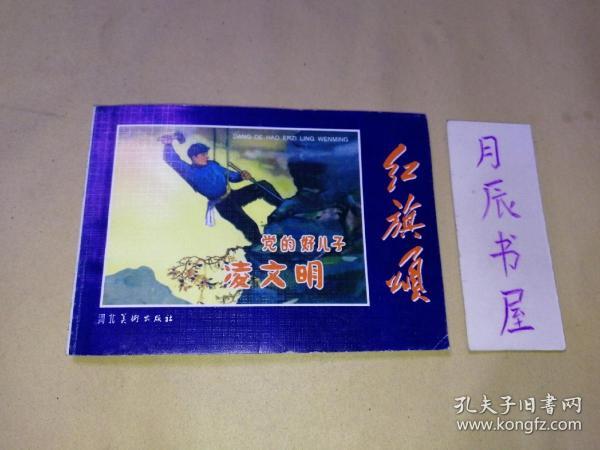 DANG DE HAO ERZI LING WENMING
党的好儿子
凌文明
红旗颂
河北美术出版社
月辰书屋
孔夫子旧书网
www.kongfz.com